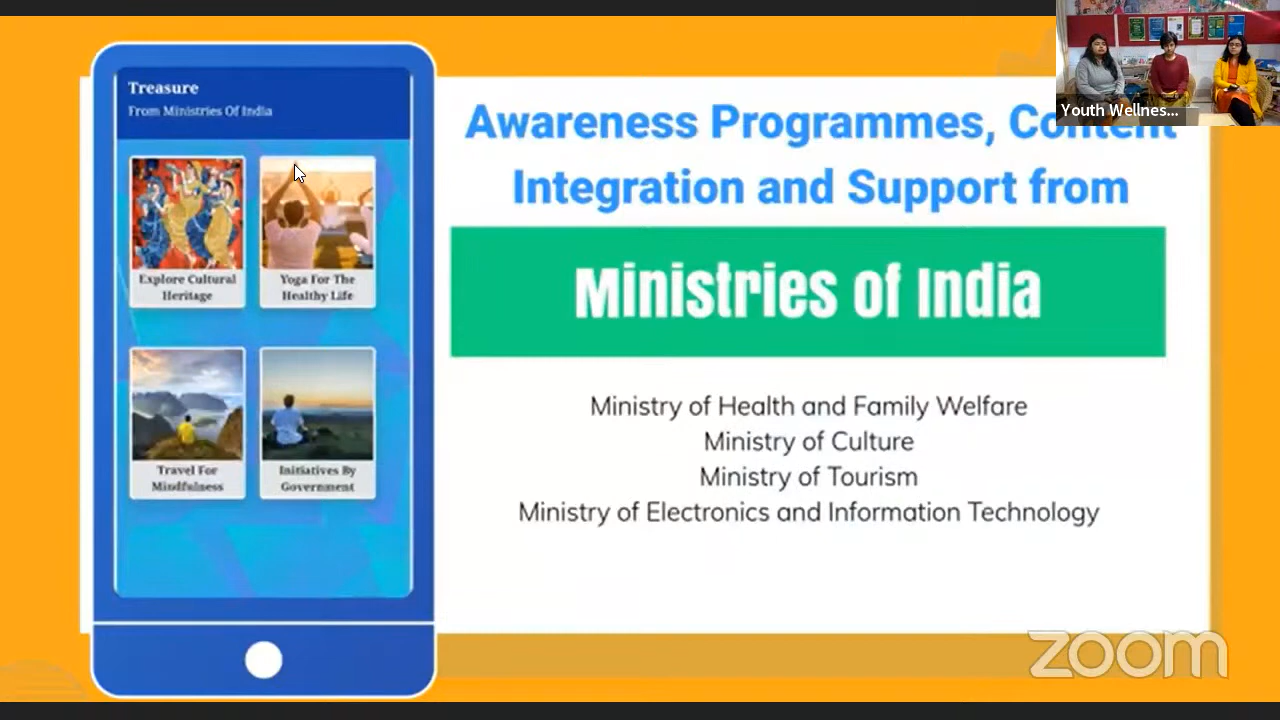 Treasure
From Ministries Of India
Explore Cultural
Heritage
Yoga For The
Healthy Life
Travel For
Mindfulness
Initiatives By
Government
Awareness Programmes, Content
Integration and Support from
Ministries of India
Ministry of Health and Family Welfare
Ministry of Culture
Ministry of Tourism
Ministry of Electronics and Information Technology
Youth Wellnes...
zoom